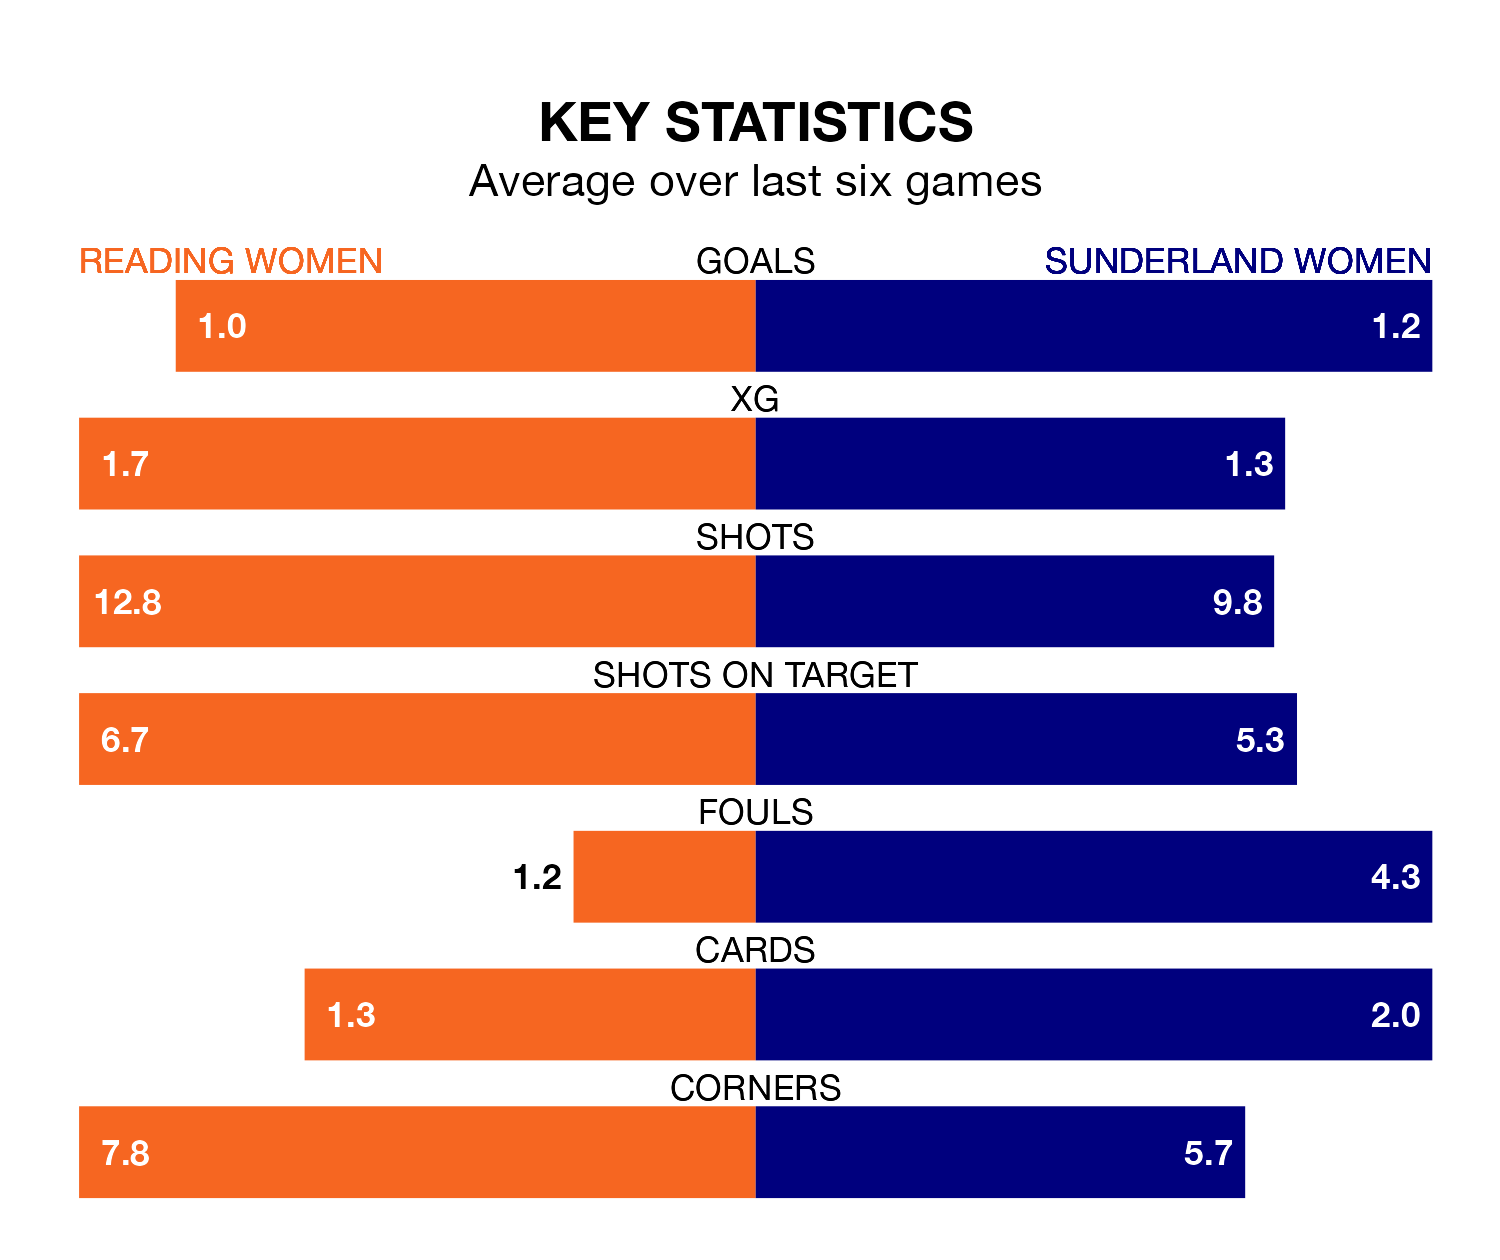 KEY STATISTICS
Average over last six games
READING WOMEN GOALS SUNDERLAND WOMEN
1.0 1.2
XG
1.7 1.3
SHOTS
12.8 9.8
SHOTS ON TARGET
6.7 5.3
FOULS
1.2 4.3
CARDS
1.3 2.0
CORNERS
7.8 5.7